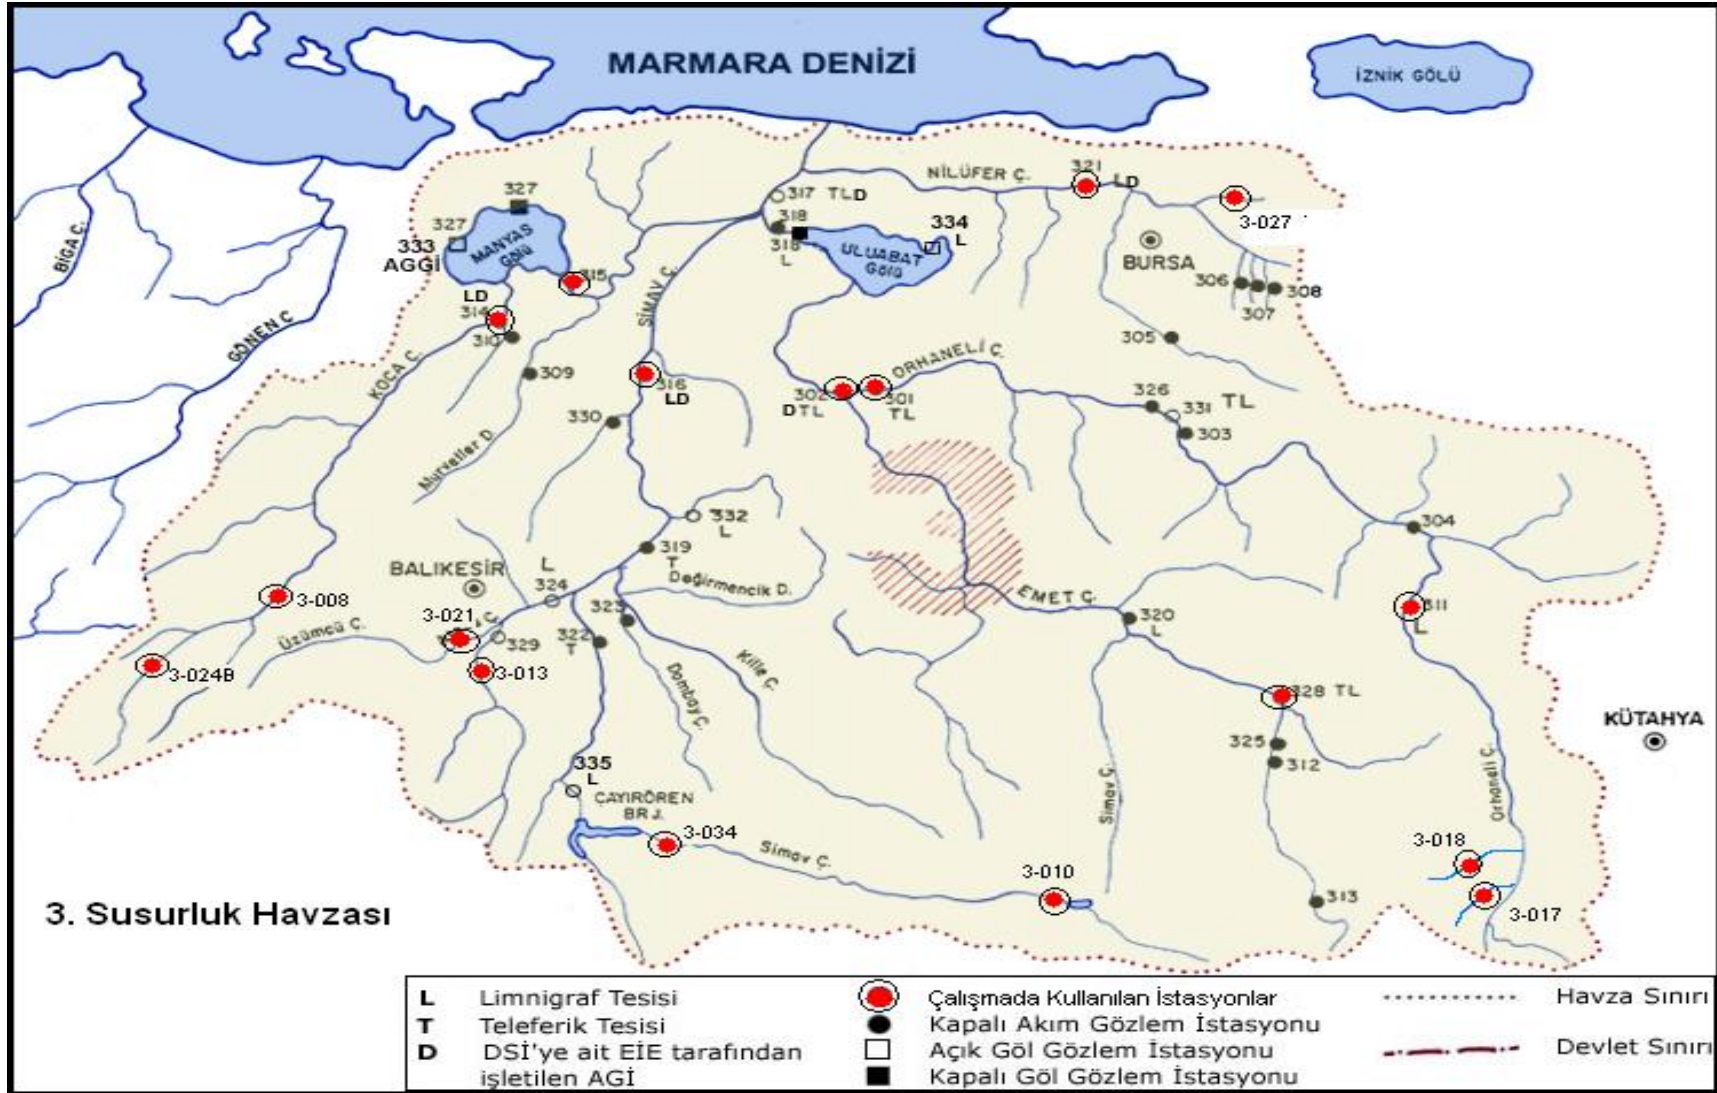 MARMARA DENİZİ
İZNİK GÖLÜ
BİGA Ç.
GÖNEN Ç
327
327
333
AGGİ
MANYAS
Gölü
315
LD
314
310
309
KOCA Ç.
Mürveller D.
330
SİMAV Ç.
316
LD
317 TLD
318
318
L
ULUABAT
Gölü
334
L
NİLÜFER Ç.
321
LD
3-027
BURSA
306
307
308
305
302
DTL
301
TL
ORHANELİ Ç.
326
331 TL
303
304
311
L
332
L
319
T
Değirmencik D.
BALIKESİR
L
324
323
322
T
329
3-021
3-013
3-008
3-024B
Üzümcü Ç.
Dombay Ç.
Kille Ç.
EMET Ç.
320
L
328 TL
325
312
313
Simav Ç.
Orhaneli Ç.
KÜTAHYA
335
L
ÇAYIRÖREN
BRJ.
3-034
Simav Ç.
3-010
3-018
3-017
3. Susurluk Havzası
L Limnigraf Tesisi
T Teleferik Tesisi
D DSİ'ye ait EİE tarafından
işletilen AGİ
Çalışmada Kullanılan İstasyonlar
Kapalı Akım Gözlem İstasyonu
Açık Göl Gözlem İstasyonu
Kapalı Göl Gözlem İstasyonu
Havza Sınırı
Devlet Sınırı